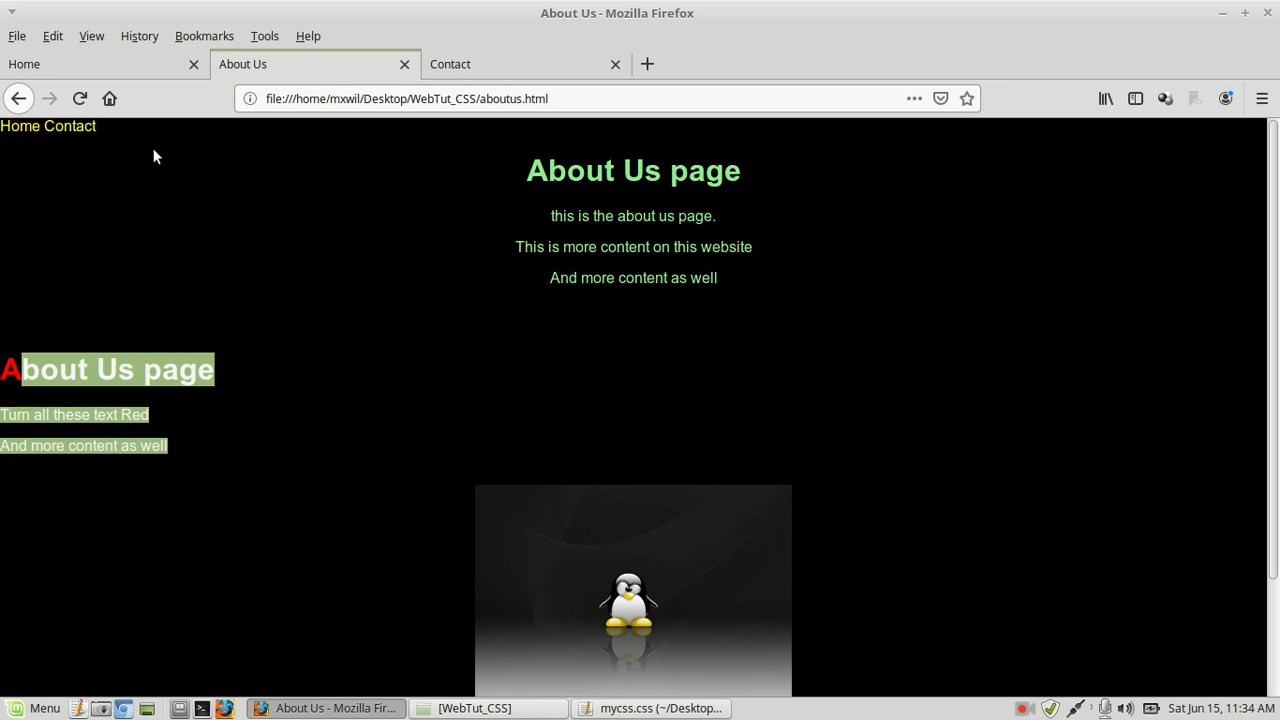 About Us - Mozilla Firefox
File Edit View History Bookmarks Tools Help
Home About Us Contact
file:///home/mxwil/Desktop/WebTut_CSS/aboutus.html
Home Contact
About Us page
this is the about us page.
This is more content on this website
And more content as well
About Us page
Turn all these text Red
And more content as well
Menu About Us - Mozilla Fir... [WebTut_CSS] mycss.css (~/Desktop... Sat Jun 15, 11:34 AM